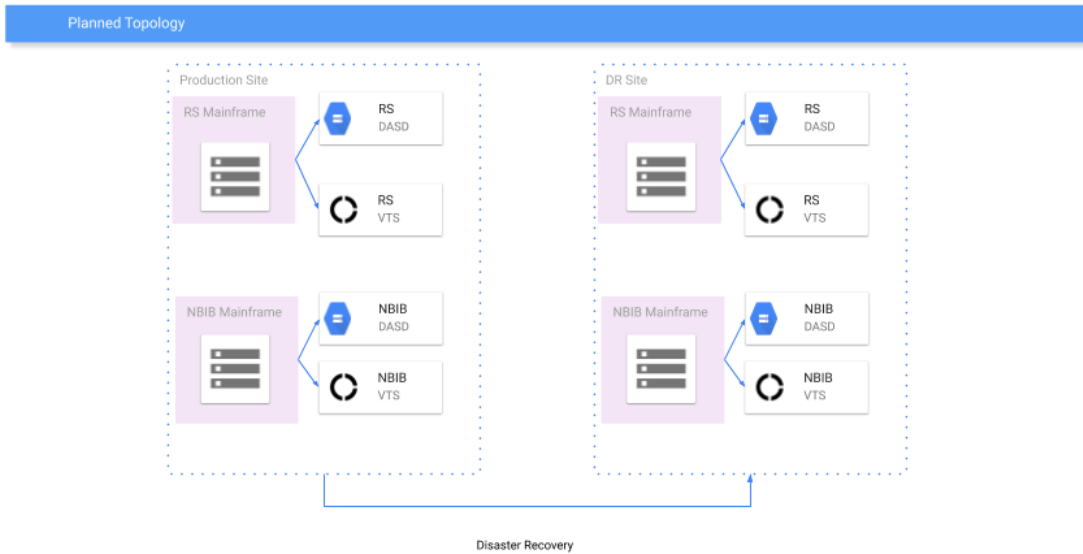 Planned Topology
Production Site
RS Mainframe
RS
DASD
RS
VTS
NBIB Mainframe
NBIB
DASD
NBIB
VTS
DR Site
RS Mainframe
RS
DASD
RS
VTS
NBIB Mainframe
NBIB
DASD
NBIB
VTS
Disaster Recovery